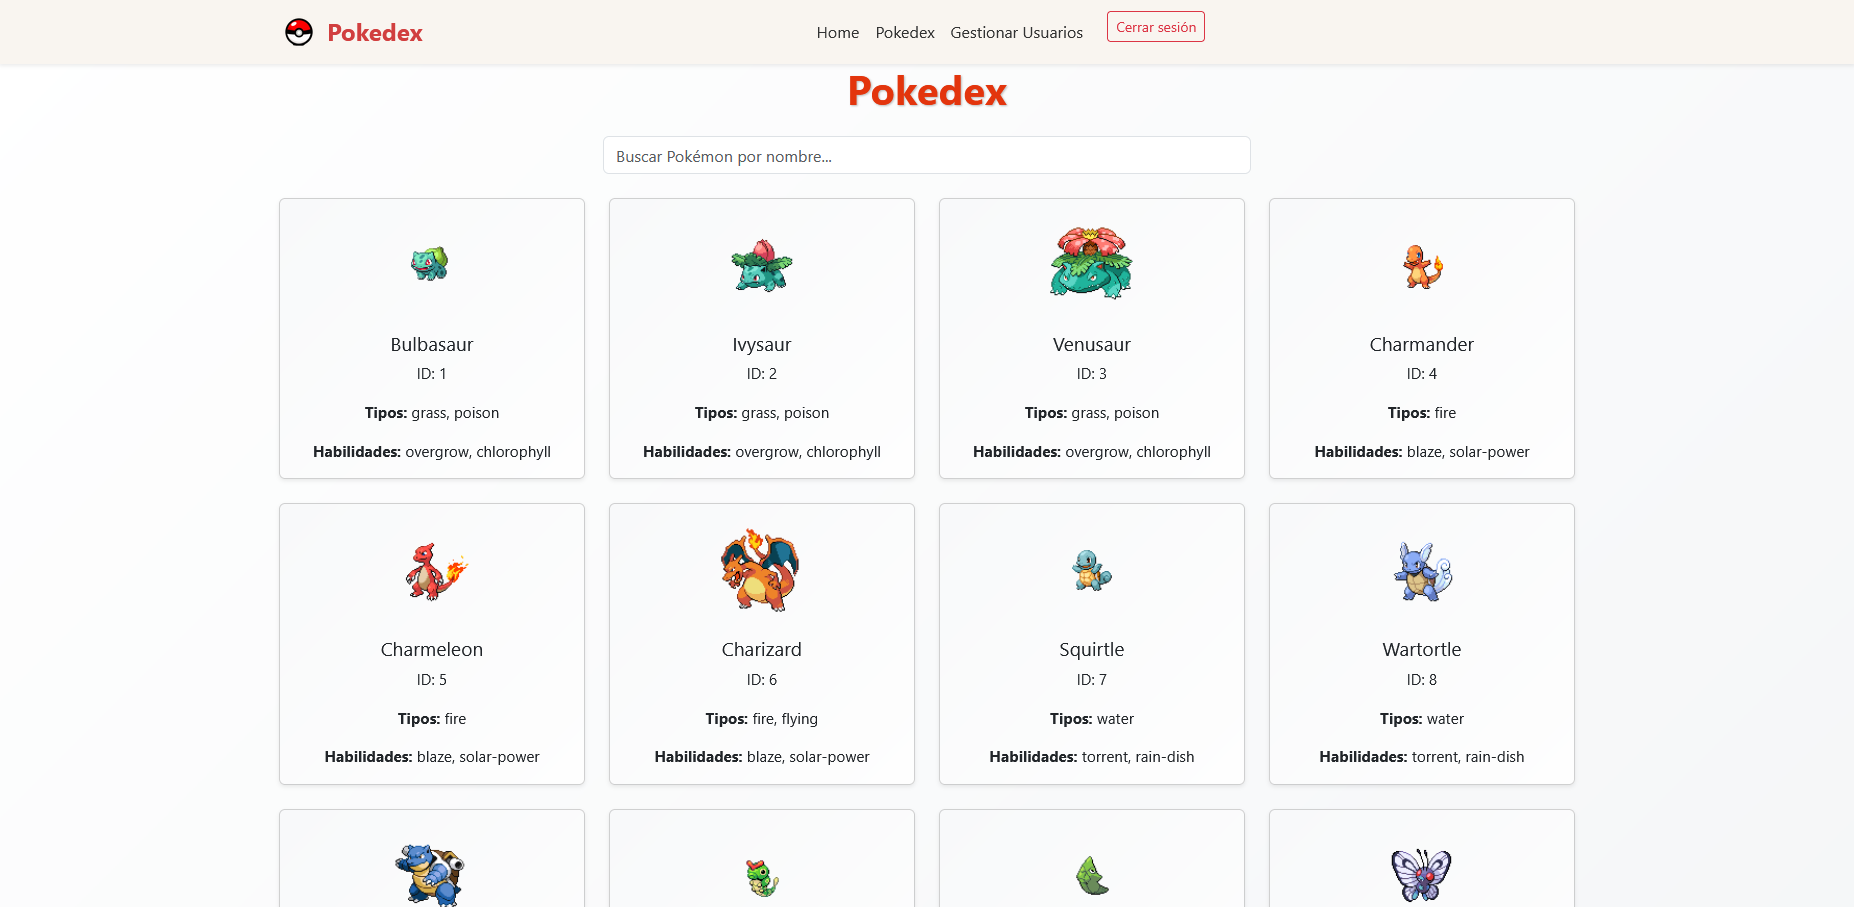 Pokedex
Home Pokedex Gestionar Usuarios Cerrar sesión
Pokedex
Buscar Pokémon por nombre...
Bulbasaur
ID: 1
Tipos: grass, poison
Habilidades: overgrow, chlorophyll
Ivysaur
ID: 2
Tipos: grass, poison
Habilidades: overgrow, chlorophyll
Venusaur
ID: 3
Tipos: grass, poison
Habilidades: overgrow, chlorophyll
Charmander
ID: 4
Tipos: fire
Habilidades: blaze, solar-power
Charmeleon
ID: 5
Tipos: fire
Habilidades: blaze, solar-power
Charizard
ID: 6
Tipos: fire, flying
Habilidades: blaze, solar-power
Squirtle
ID: 7
Tipos: water
Habilidades: torrent, rain-dish
Wartortle
ID: 8
Tipos: water
Habilidades: torrent, rain-dish